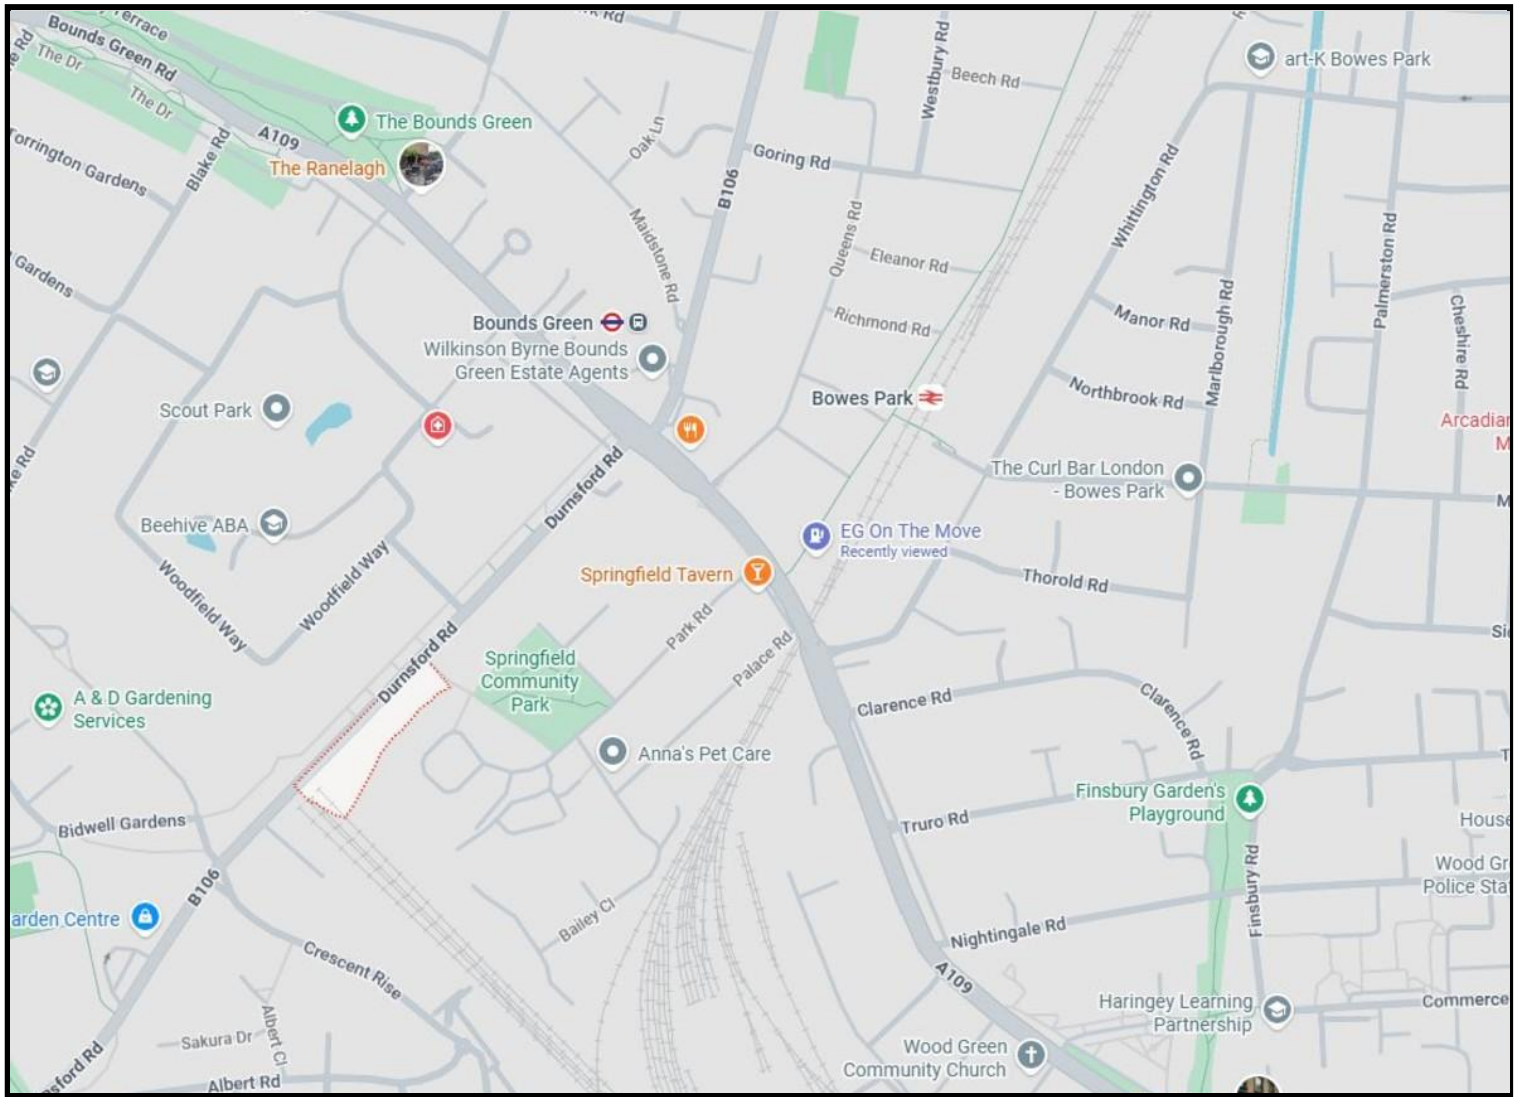 Terrace
Bounds Green Rd
The Dr
The Dr
A109
The Bounds Green
The Ranelagh
Torrington Gardens
Blake Rd
Gardens
Oak Ln
B106
Goring Rd
Westbury Rd
Beech Rd
art-K Bowes Park
Maidstone Rd
Queens Rd
Eleanor Rd
Whittington Rd
Palmerston Rd
Richmond Rd
Manor Rd
Marlborough Rd
Cheshire Rd
Bounds Green
Wilkinson Byrne Bounds
Green Estate Agents
Bowes Park
Northbrook Rd
Scout Park
Arcadia
M
The Curl Bar London
- Bowes Park
M
ke Rd
Durnsford Rd
Beehive ABA
EG On The Move
Recently viewed
Springfield Tavern
Woodfield Way
Woodfield Way
Thorold Rd
Park Rd
Palace Rd
Durnsford Rd
Springfield
Community
Park
Si
A & D Gardening
Services
Clarence Rd
Clarence Rd
Anna's Pet Care
Finsbury Garden's
Playground
Bidwell Gardens
Truro Rd
House
B106
Wood Gr
Police Sta
Finsbury Rd
arden Centre
Bailey Cl
Nightingale Rd
Crescent Rise
A109
Haringey Learning
Partnership
Commerce
Albert Cl
Sakura Dr
Wood Green
Community Church
sford Rd
Albert Rd